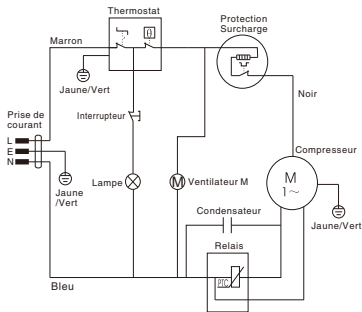 Thermostat
Protection
Surcharge
Marron
θ
Jaune/Vert
Noir
Interrupteur
Prise de
courant
L
E
N
Compresseur
Lampe
M
Ventilateur M
M
1～
Jaune
/Vert
Condensateur
Jaune/Vert
Relais
Bleu
PTC